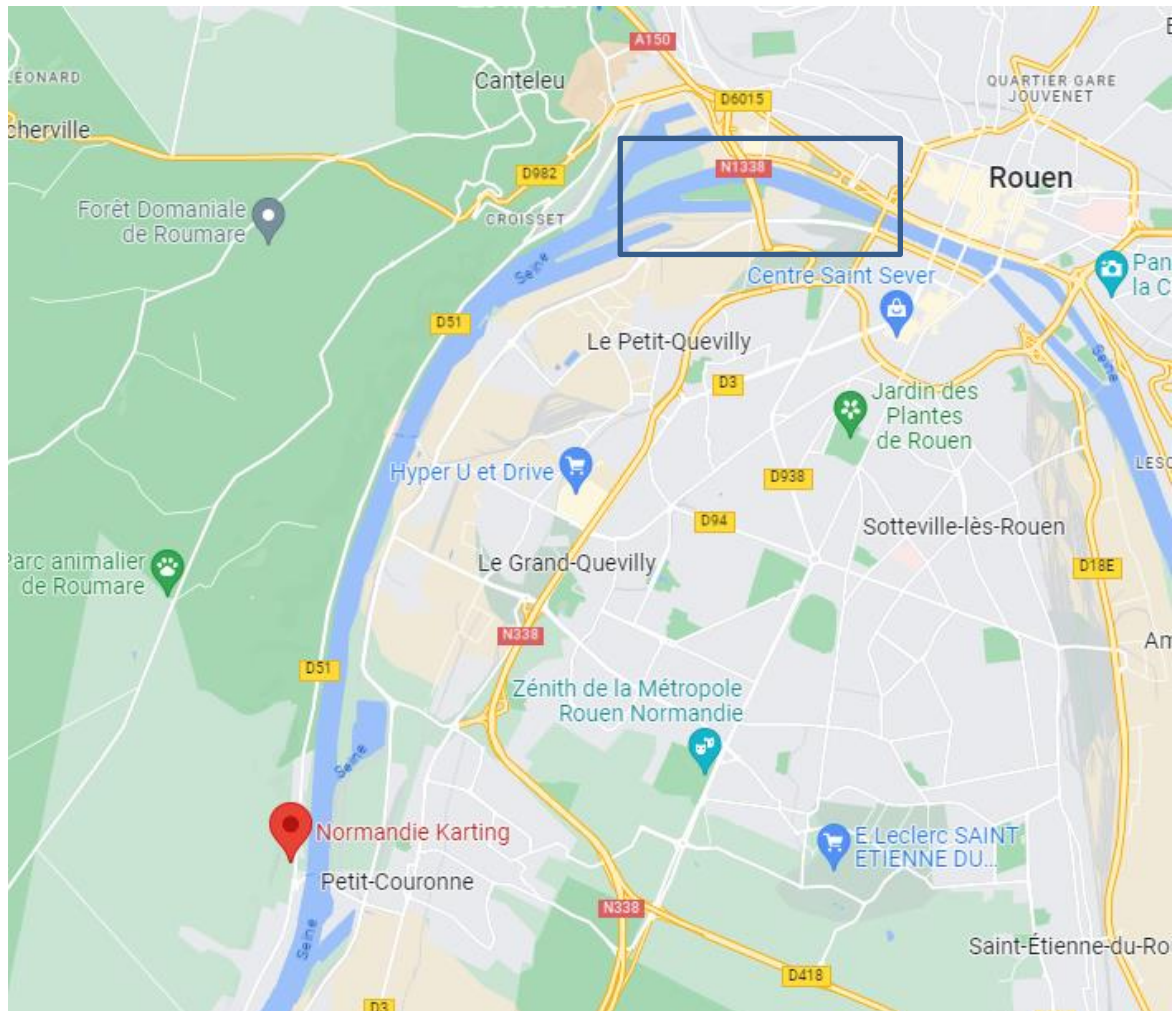 A150
Canteleu
LÉONARD
QUARTIER GARE
JOUVENET
D6015
cherville
D982
N1338
Rouen
Forêt Domaniale
de Roumare
CROISSET
Seine
Centre Saint Sever
Pan
la C
D51
Le Petit-Quevilly
Seine
D3
Jardin des
Plantes
de Rouen
Hyper U et Drive
D938
LESC
D94
Sotteville-lès-Rouen
Parc animalier
de Roumare
Le Grand-Quevilly
D18E
N338
Am
D51
Zénith de la Métropole
Rouen Normandie
Seine
Normandie Karting
E.Leclerc SAINT
ETIENNE DU...
Petit-Couronne
N338
Seine
Saint-Étienne-du-Ro
D418
D3